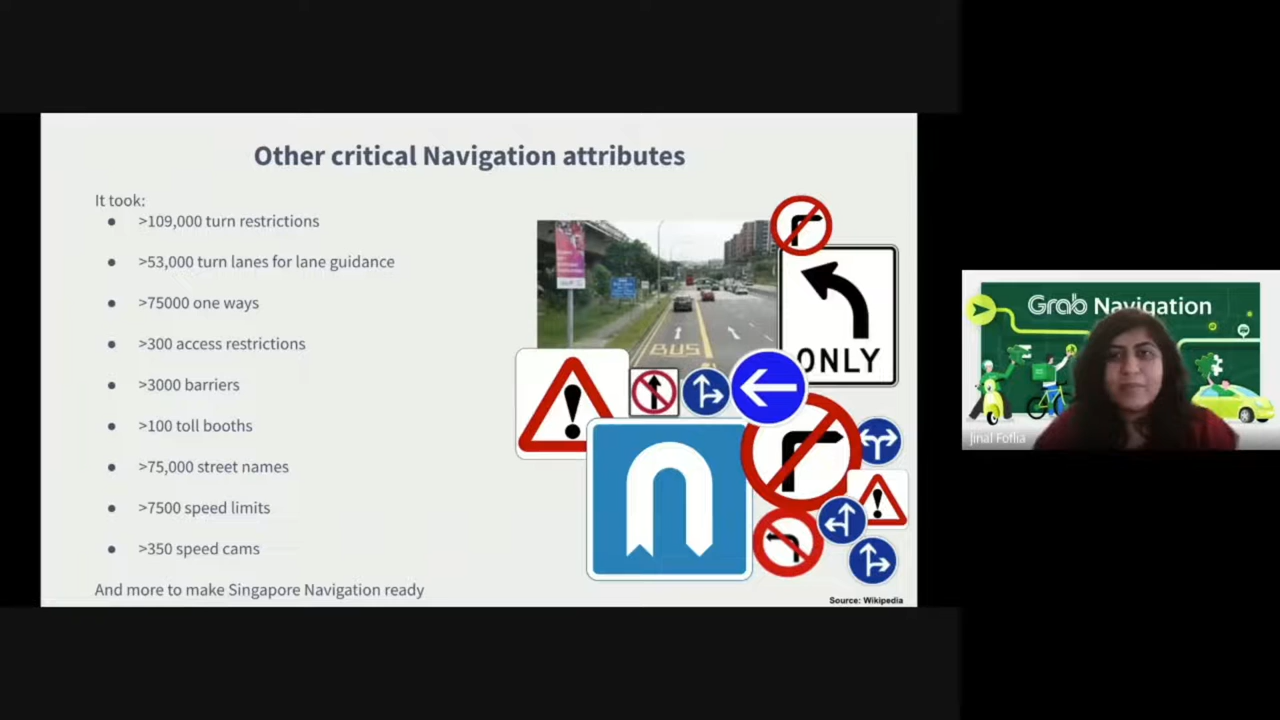 Other critical Navigation attributes
It took:
● >109,000 turn restrictions
● >53,000 turn lanes for lane guidance
● >75000 one ways
● >300 access restrictions
● >3000 barriers
● >100 toll booths
● >75,000 street names
● >7500 speed limits
● >350 speed cams
And more to make Singapore Navigation ready
BUS
ONLY
Source: Wikipedia
Grab Navigation
Jinal Foflia